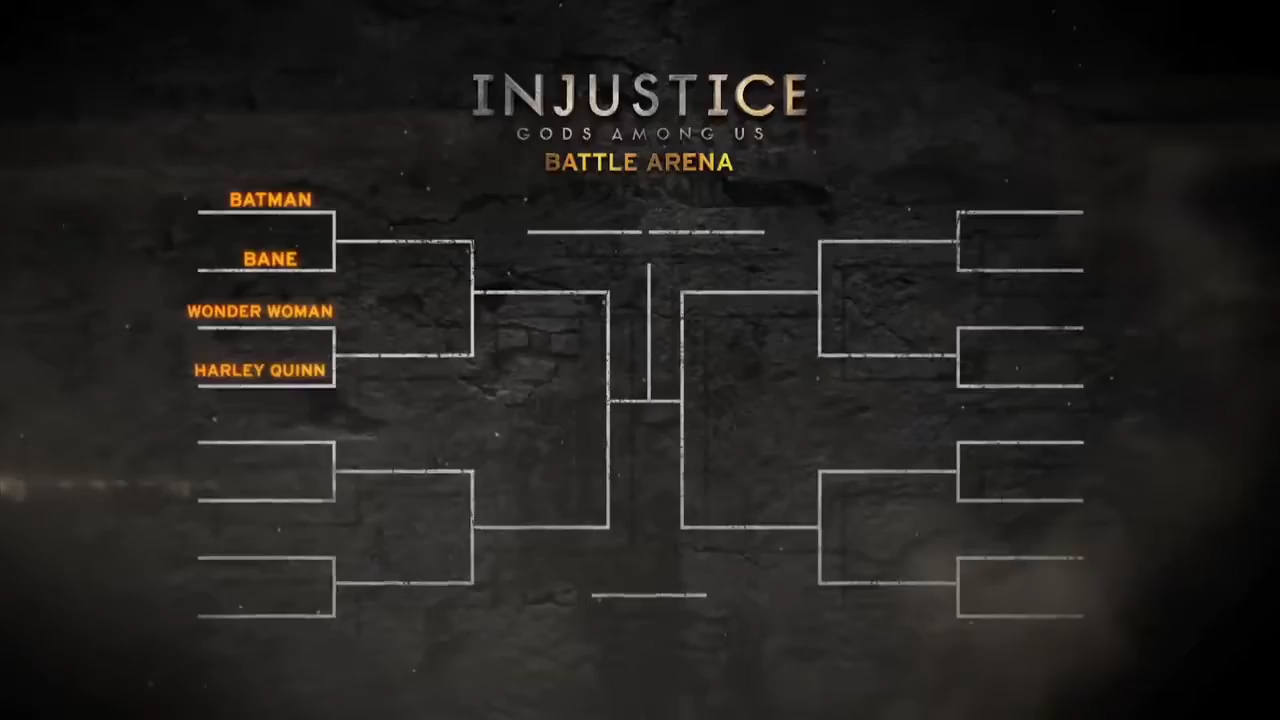 INJUSTICE
GODS AMONG US
BATTLE ARENA
BATMAN
BANE
WONDER WOMAN
HARLEY QUINN